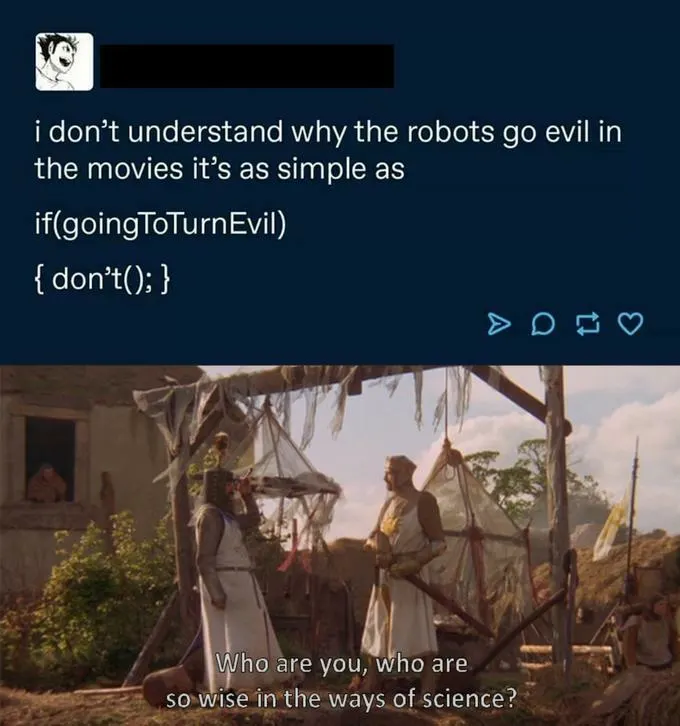 i don’t understand why the robots go evil in
the movies it’s as simple as
if(goingToTurnEvil)
{ don’t(); }
Who are you, who are
so wise in the ways of science?